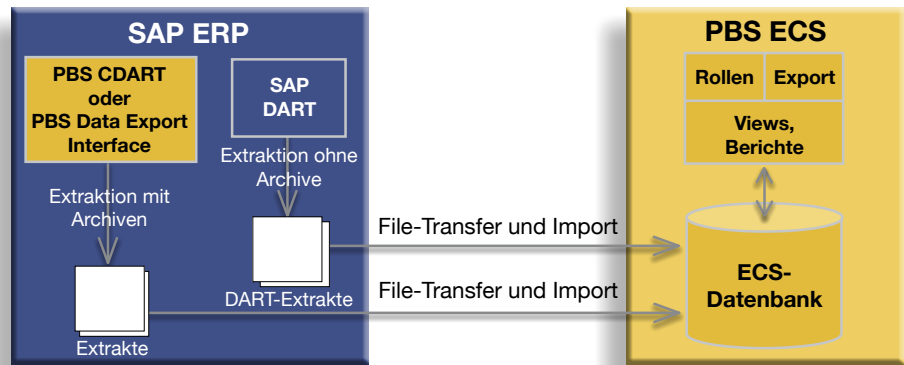 SAP ERP
PBS CDART
oder
PBS Data Export
Interface
SAP
DART
Extraktion ohne
Archive
Extraktion mit
Archiven
DART-Extrakte
Extrakte
File-Transfer und Import
File-Transfer und Import
PBS ECS
Rollen
Export
Views,
Berichte
ECS-
Datenbank